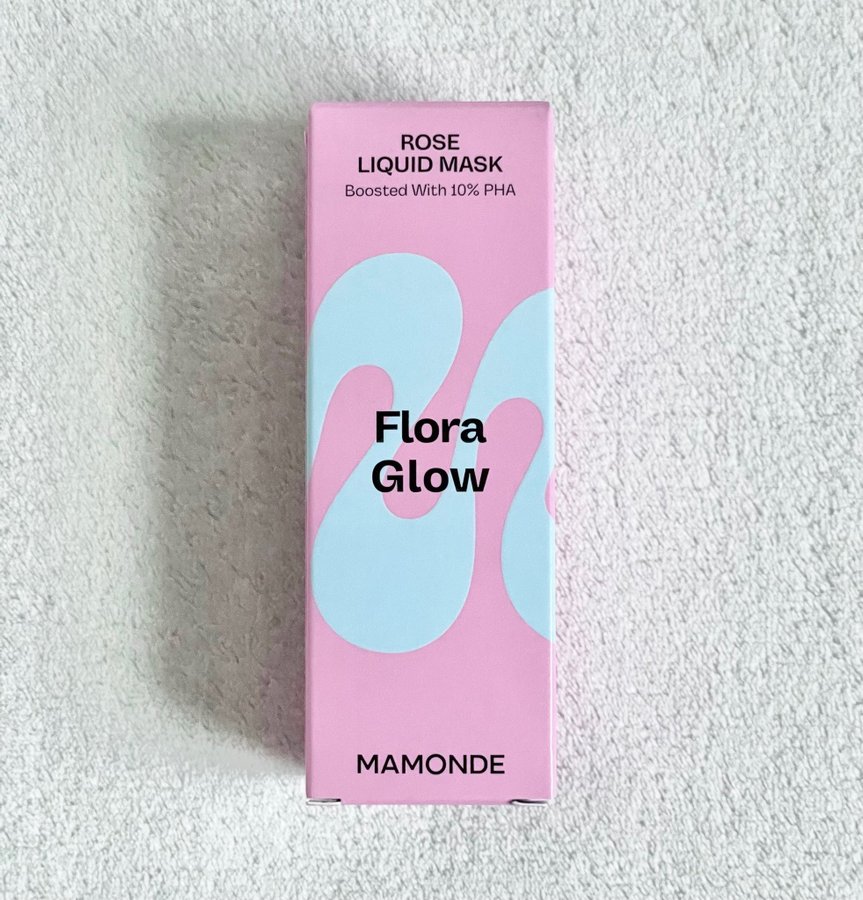 ROSE
LIQUID MASK
Boosted With 10% PHA
Flora
Glow
MAMONDE